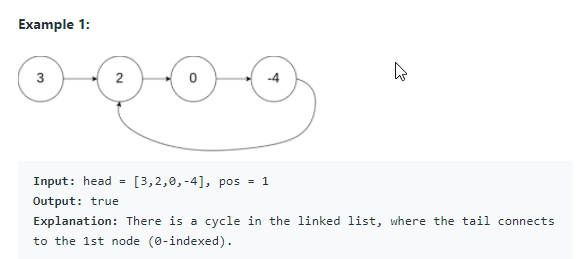 Example 1:
3 2 0 -4
Input: head = [3,2,0,-4], pos = 1
Output: true
Explanation: There is a cycle in the linked list, where the tail connects
to the 1st node (0-indexed).